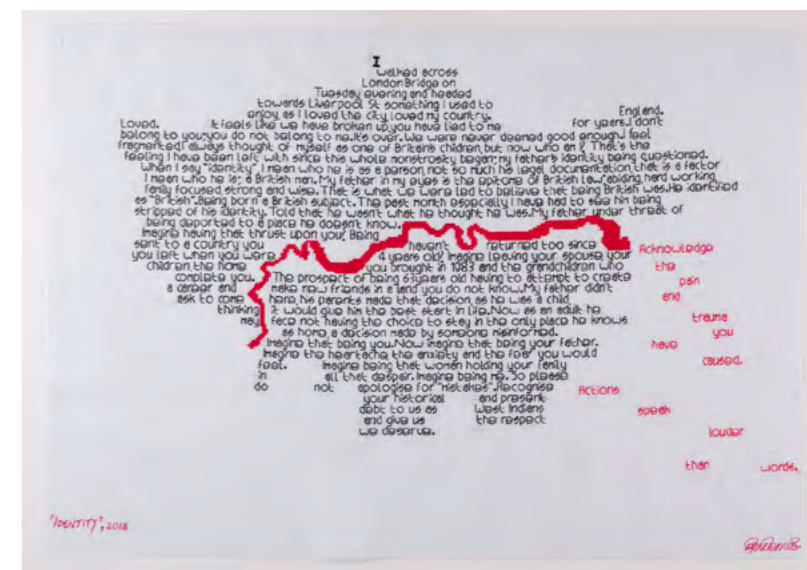 I
walked across
London Bridge on
Tuesday evening and headed
towards Liverpool St something I used to
enjoy as I loved the city loved my country. England.
Loved. It feels like we have broken up, you have lied to me for years. I don't
belong to you, you do not belong to me. It's over. We were never deemed good enough. I feel
fragmented. I always thought of myself as one of Britain's children but now who am I? That's the
feeling I have been left with since this whole monstrosity began; my father's identity being questioned.
When I say "identity", I mean who he is as a person, not so much his legal documentation that is a factor
I mean who he is; a British man. My father in my eyes is the epitome of British law, abiding hard working
family focused strong and wise. That is what we were led to believe that being British was. He identified
as "British". Being born a British subject. The past month especially I have had to see him being
stripped of his identity. Told that he wasn't what he thought he was. My father under threat of
being deported to a place he doesn't know.
Imagine having that thrust upon you? Being
sent to a country you haven't returned too since Acknowledge
you left when you were 4 years old? Imagine leaving your spouse, your
children the home you brought in 1983 and the grandchildren who the
complete you. The prospect of being 61 years old having to attempt to create pain
a career and make new friends in a land you do not know. My father didn't
ask to come here, his parents made that decision as he was a child and
thinking it would give him the best start in life. Now as an adult he
may face not having the choice to stay in the only place he knows trauma
as home, a decision made by someone misinformed. you
Imagine that being you. Now imagine that being your father. have
Imagine the heartache, the anxiety and the fear you would
feel. Imagine being that woman holding your family caused.
in all that despair. Imagine being me. So please
do not apologise for "mistakes". Recognise Actions
your historical and present
debt to us as West Indians speak
and give us the respect
we deserve. louder
than words.
"IDENTITY", 2018